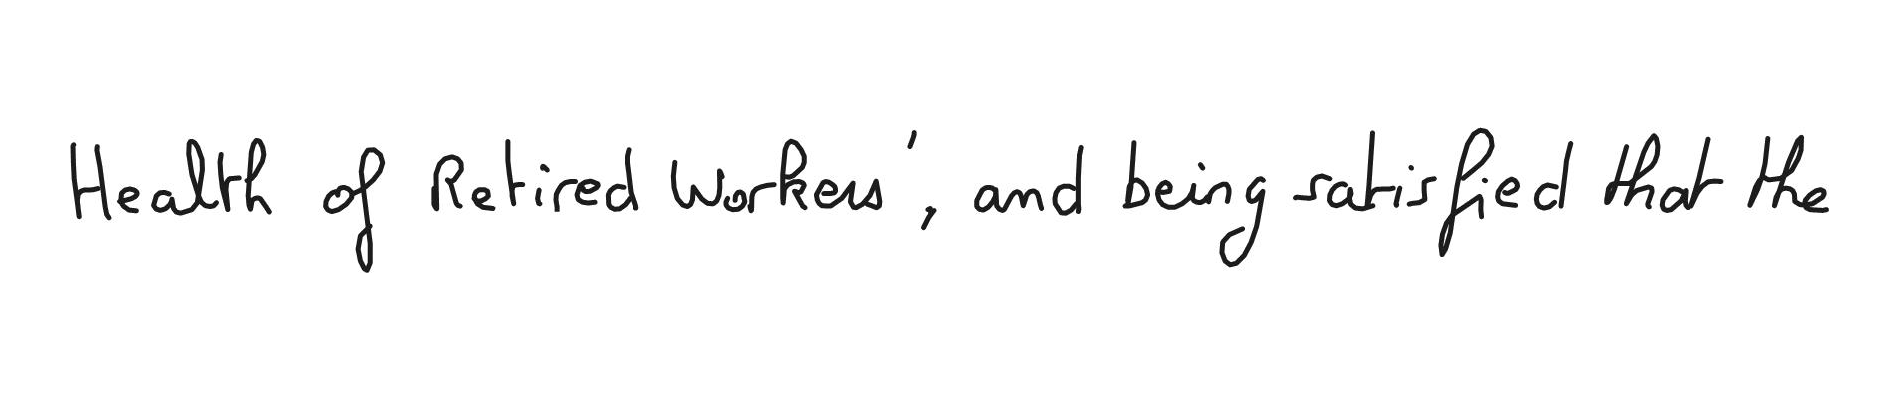 Health of Retired Workers', and being satisfied that the